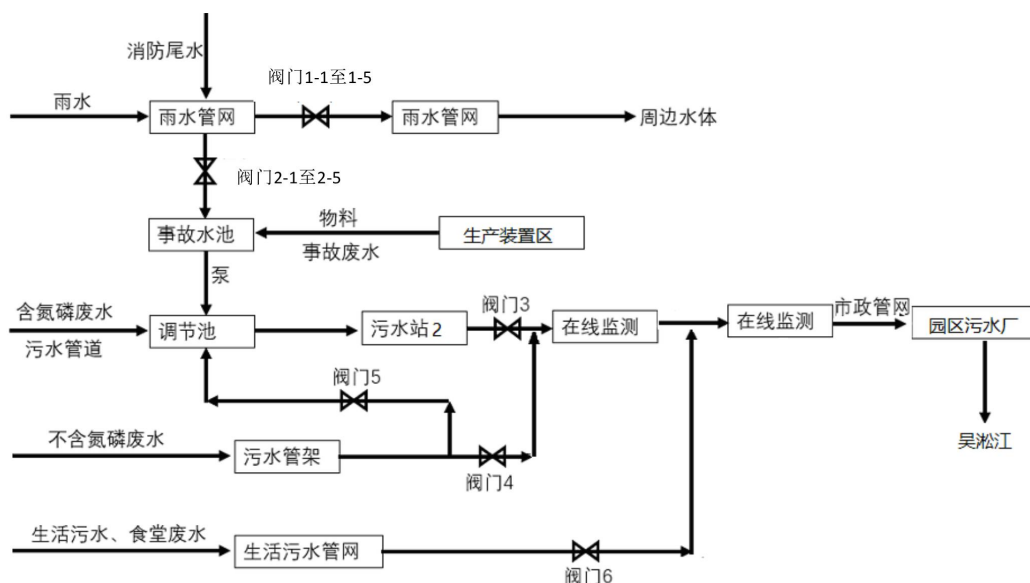 消防尾水
阀门1-1至1-5
雨水
雨水管网
雨水管网
周边水体
阀门2-1至2-5
物料
事故水池
生产装置区
事故废水
泵
含氮磷废水
阀门3
市政管网
调节池
污水站2
在线监测
在线监测
园区污水厂
污水管道
阀门5
不含氮磷废水
吴淞江
污水管架
阀门4
生活污水、食堂废水
生活污水管网
阀门6